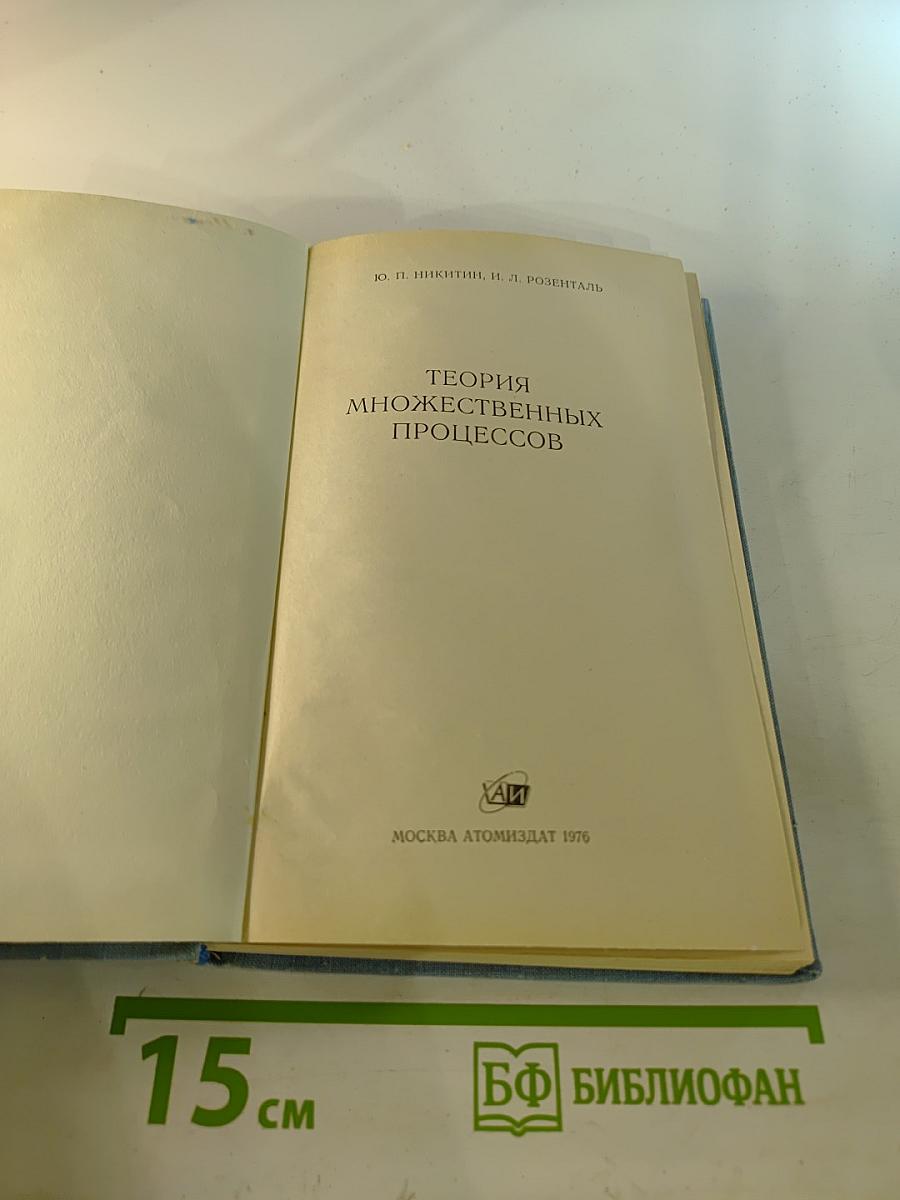 Ю. П. НИКИТИН, И. Л. РОЗЕНТАЛЬ
ТЕОРИЯ
МНОЖЕСТВЕННЫХ
ПРОЦЕССОВ
АИ
МОСКВА АТОМИЗДАТ 1976
15 см
БФ БИБЛИОФАН